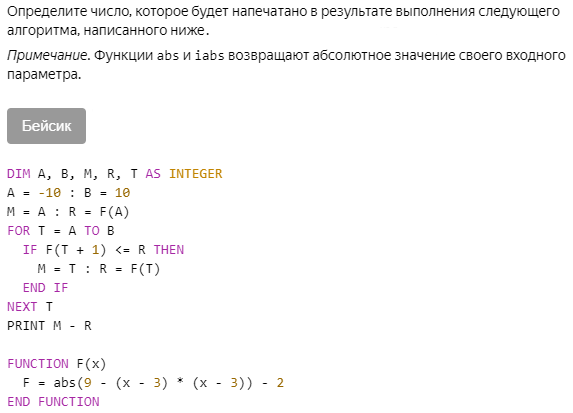 Определите число, которое будет напечатано в результате выполнения следующего
алгоритма, написанного ниже.
Примечание. Функции abs и iabs возвращают абсолютное значение своего входного
параметра.
Бейсик
DIM A, B, M, R, T AS INTEGER
A = -10 : B = 10
M = A : R = F(A)
FOR T = A TO B
  IF F(T + 1) <= R THEN
    M = T : R = F(T)
  END IF
NEXT T
PRINT M - R
FUNCTION F(x)
  F = abs(9 - (x - 3) * (x - 3)) - 2
END FUNCTION